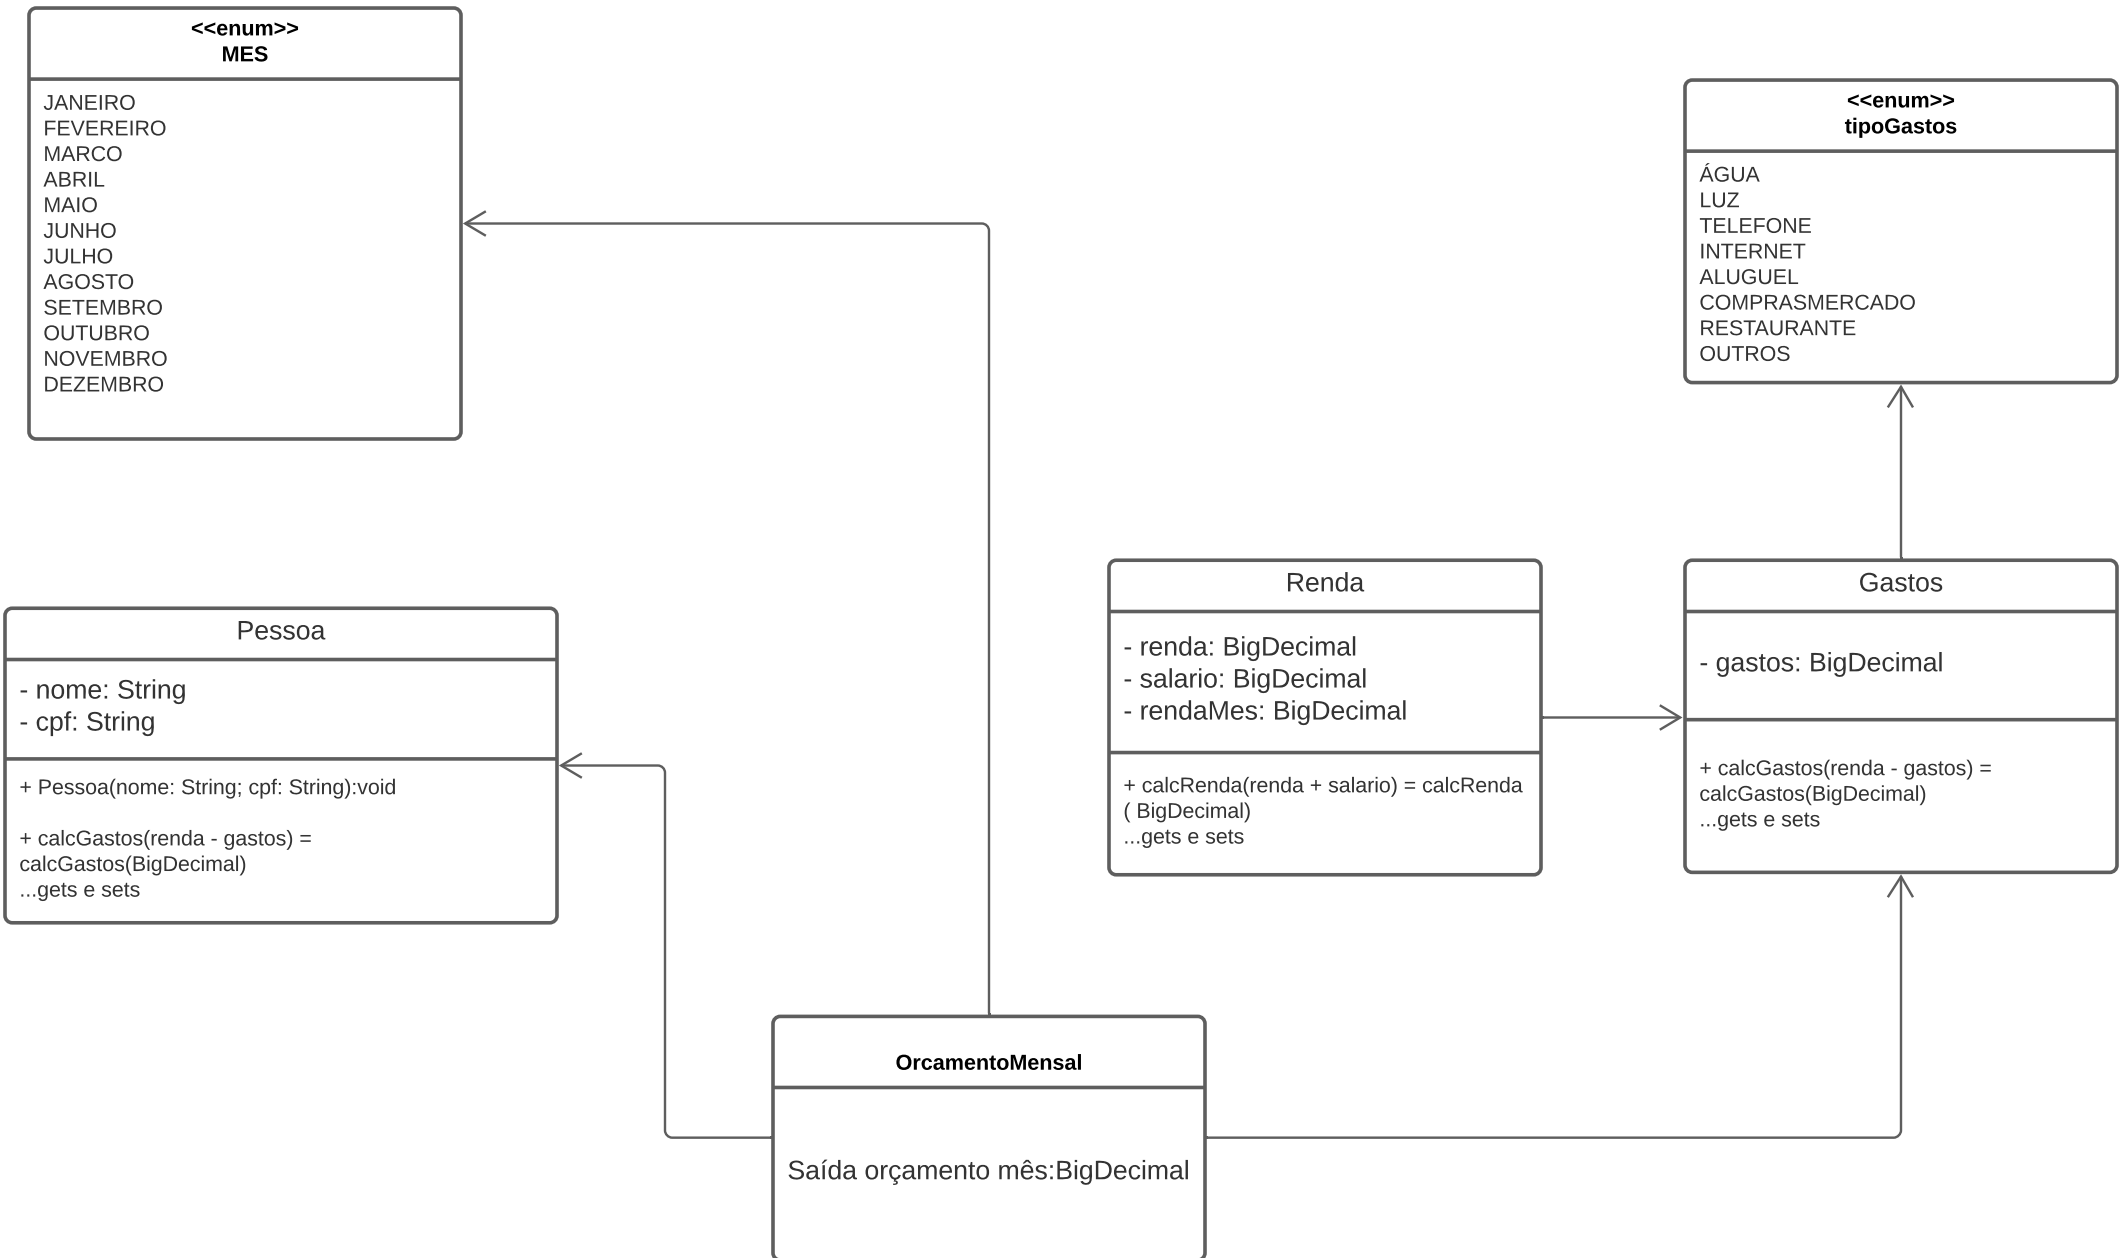 <<enum>>
MES
JANEIRO
FEVEREIRO
MARCO
ABRIL
MAIO
JUNHO
JULHO
AGOSTO
SETEMBRO
OUTUBRO
NOVEMBRO
DEZEMBRO
<<enum>>
tipoGastos
ÁGUA
LUZ
TELEFONE
INTERNET
ALUGUEL
COMPRASMERCADO
RESTAURANTE
OUTROS
Pessoa
- nome: String
- cpf: String
+ Pessoa(nome: String; cpf: String):void
+ calcGastos(renda - gastos) =
calcGastos(BigDecimal)
...gets e sets
Renda
- renda: BigDecimal
- salario: BigDecimal
- rendaMes: BigDecimal
+ calcRenda(renda + salario) = calcRenda
( BigDecimal)
...gets e sets
Gastos
- gastos: BigDecimal
+ calcGastos(renda - gastos) =
calcGastos(BigDecimal)
...gets e sets
OrcamentoMensal
Saída orçamento mês:BigDecimal